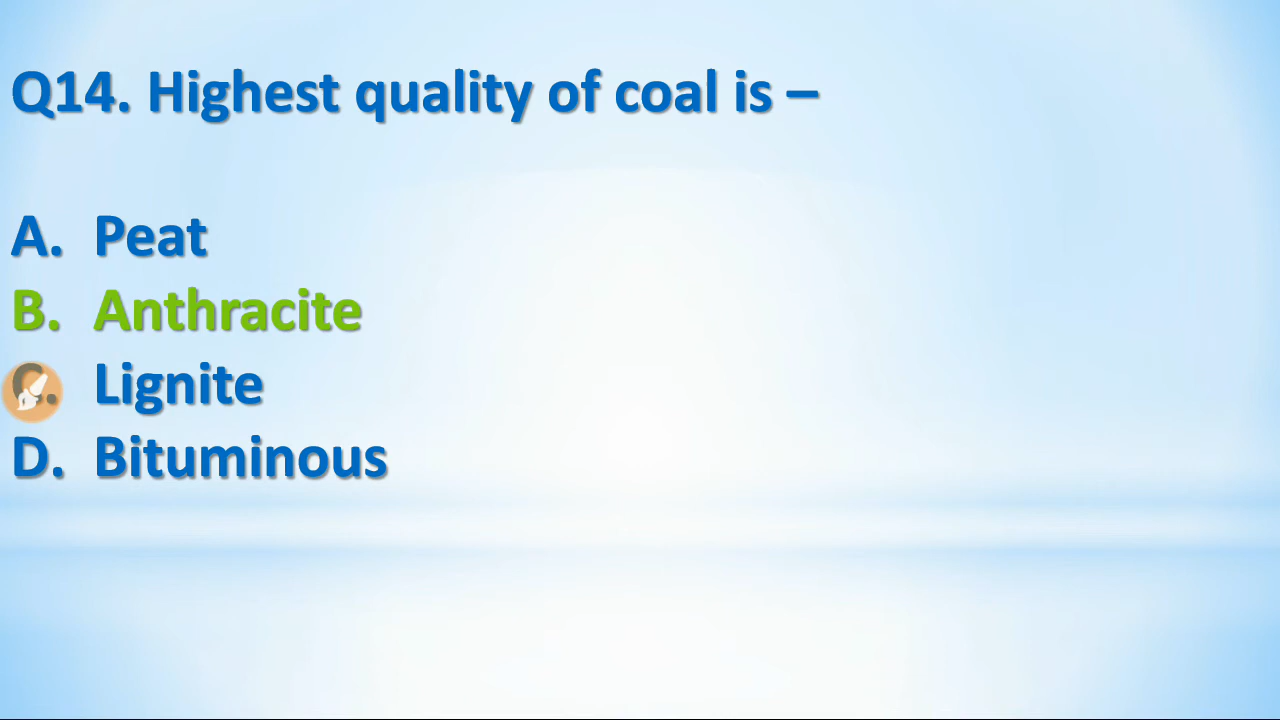 Q14. Highest quality of coal is –
A. Peat
B. Anthracite
C. Lignite
D. Bituminous